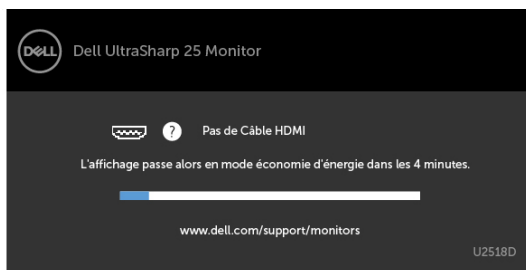 DELL
Dell UltraSharp 25 Monitor
? Pas de Câble HDMI
L'affichage passe alors en mode économie d'énergie dans les 4 minutes.
www.dell.com/support/monitors
U2518D